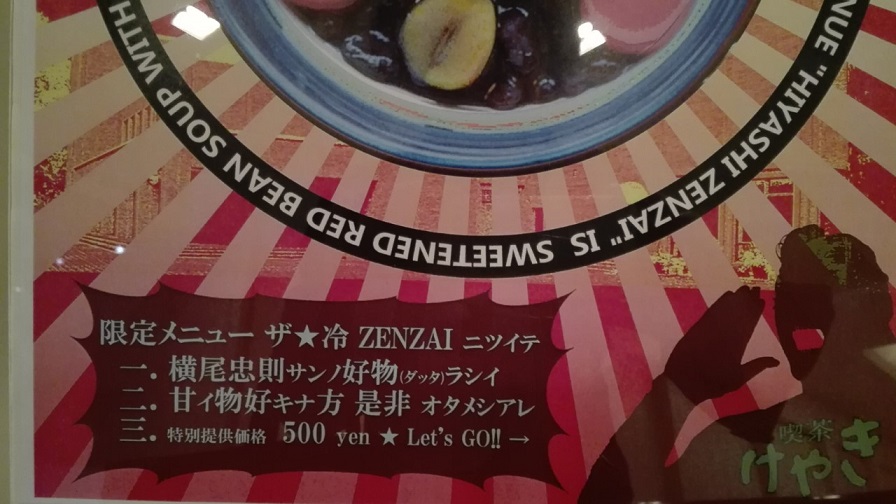 NUE "HIYASHI ZENZAI" IS SWEETENED RED BEAN SOUP WITH
限定メニュー ザ★冷 ZENZAI ニツイテ
一. 横尾忠則サンノ好物(ダッタ)ラシイ
二. 甘イ物好キナ方 是非 オタメシアレ
三. 特別提供価格 500 yen ★ Let's GO!! →
喫茶
けやき